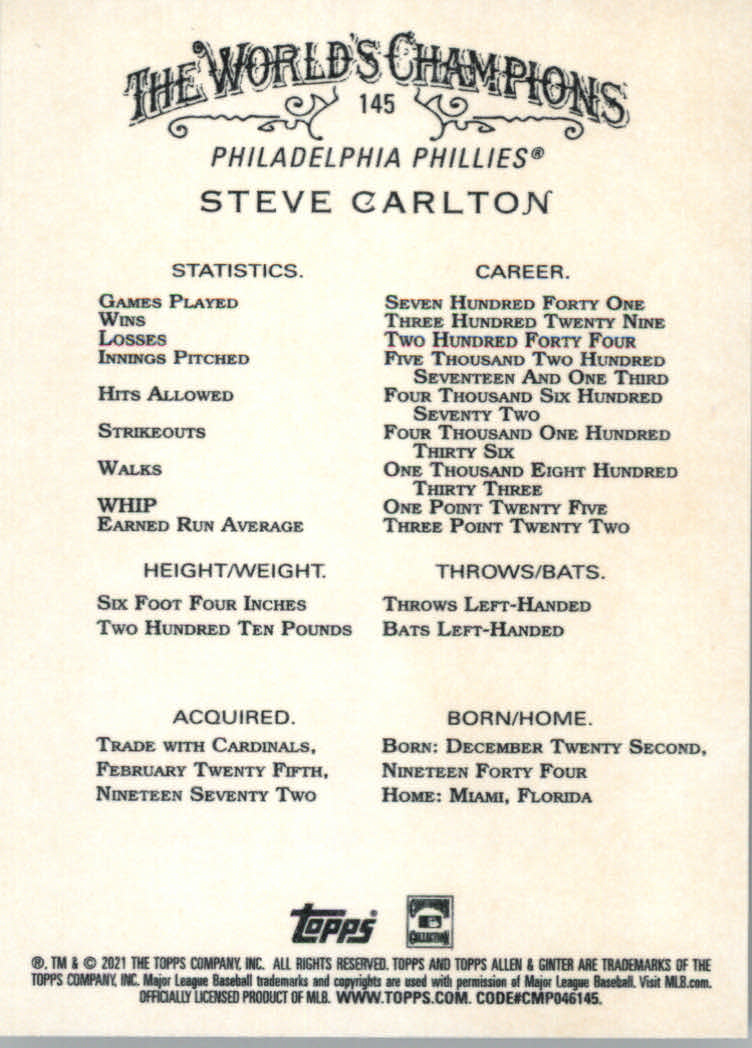 THE WORLD'S CHAMPIONS
145
PHILADELPHIA PHILLIES®
STEVE CARLTON
STATISTICS. CAREER.
GAMES PLAYED SEVEN HUNDRED FORTY ONE
WINS THREE HUNDRED TWENTY NINE
LOSSES TWO HUNDRED FORTY FOUR
INNINGS PITCHED FIVE THOUSAND TWO HUNDRED
SEVENTEEN AND ONE THIRD
HITS ALLOWED FOUR THOUSAND SIX HUNDRED
SEVENTY TWO
STRIKEOUTS FOUR THOUSAND ONE HUNDRED
THIRTY SIX
WALKS ONE THOUSAND EIGHT HUNDRED
THIRTY THREE
WHIP ONE POINT TWENTY FIVE
EARNED RUN AVERAGE THREE POINT TWENTY TWO
HEIGHT/WEIGHT. THROWS/BATS.
SIX FOOT FOUR INCHES THROWS LEFT-HANDED
TWO HUNDRED TEN POUNDS BATS LEFT-HANDED
ACQUIRED. BORN/HOME.
TRADE WITH CARDINALS, BORN: DECEMBER TWENTY SECOND,
FEBRUARY TWENTY FIFTH, NINETEEN FORTY FOUR
NINETEEN SEVENTY TWO HOME: MIAMI, FLORIDA
Topps
COLLECTION
®, TM & © 2021 THE TOPPS COMPANY, INC. ALL RIGHTS RESERVED. TOPPS AND TOPPS ALLEN & GINTER ARE TRADEMARKS OF THE
TOPPS COMPANY, INC. Major League Baseball trademarks and copyrights are used with permission of Major League Baseball. Visit MLB.com.
OFFICIALLY LICENSED PRODUCT OF MLB. WWW.TOPPS.COM. CODE#CMP046145.